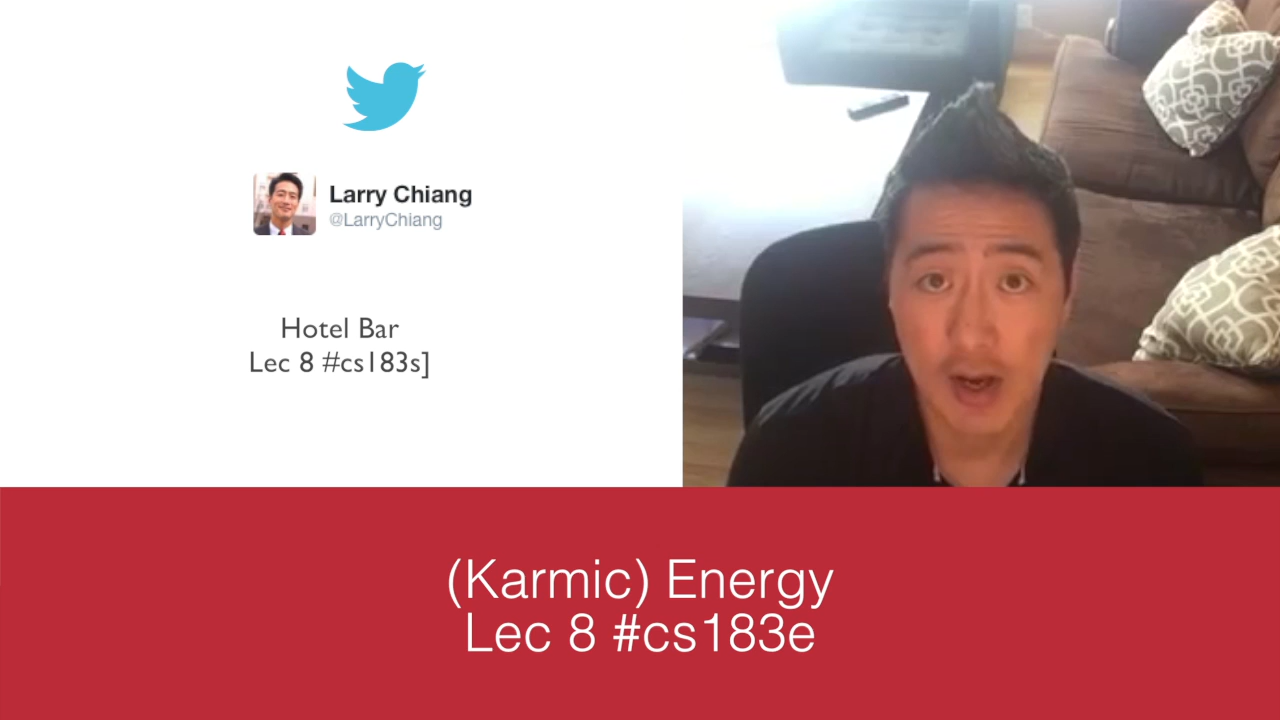 Larry Chiang
@LarryChiang
Hotel Bar
Lec 8 #cs183s]
(Karmic) Energy
Lec 8 #cs183e